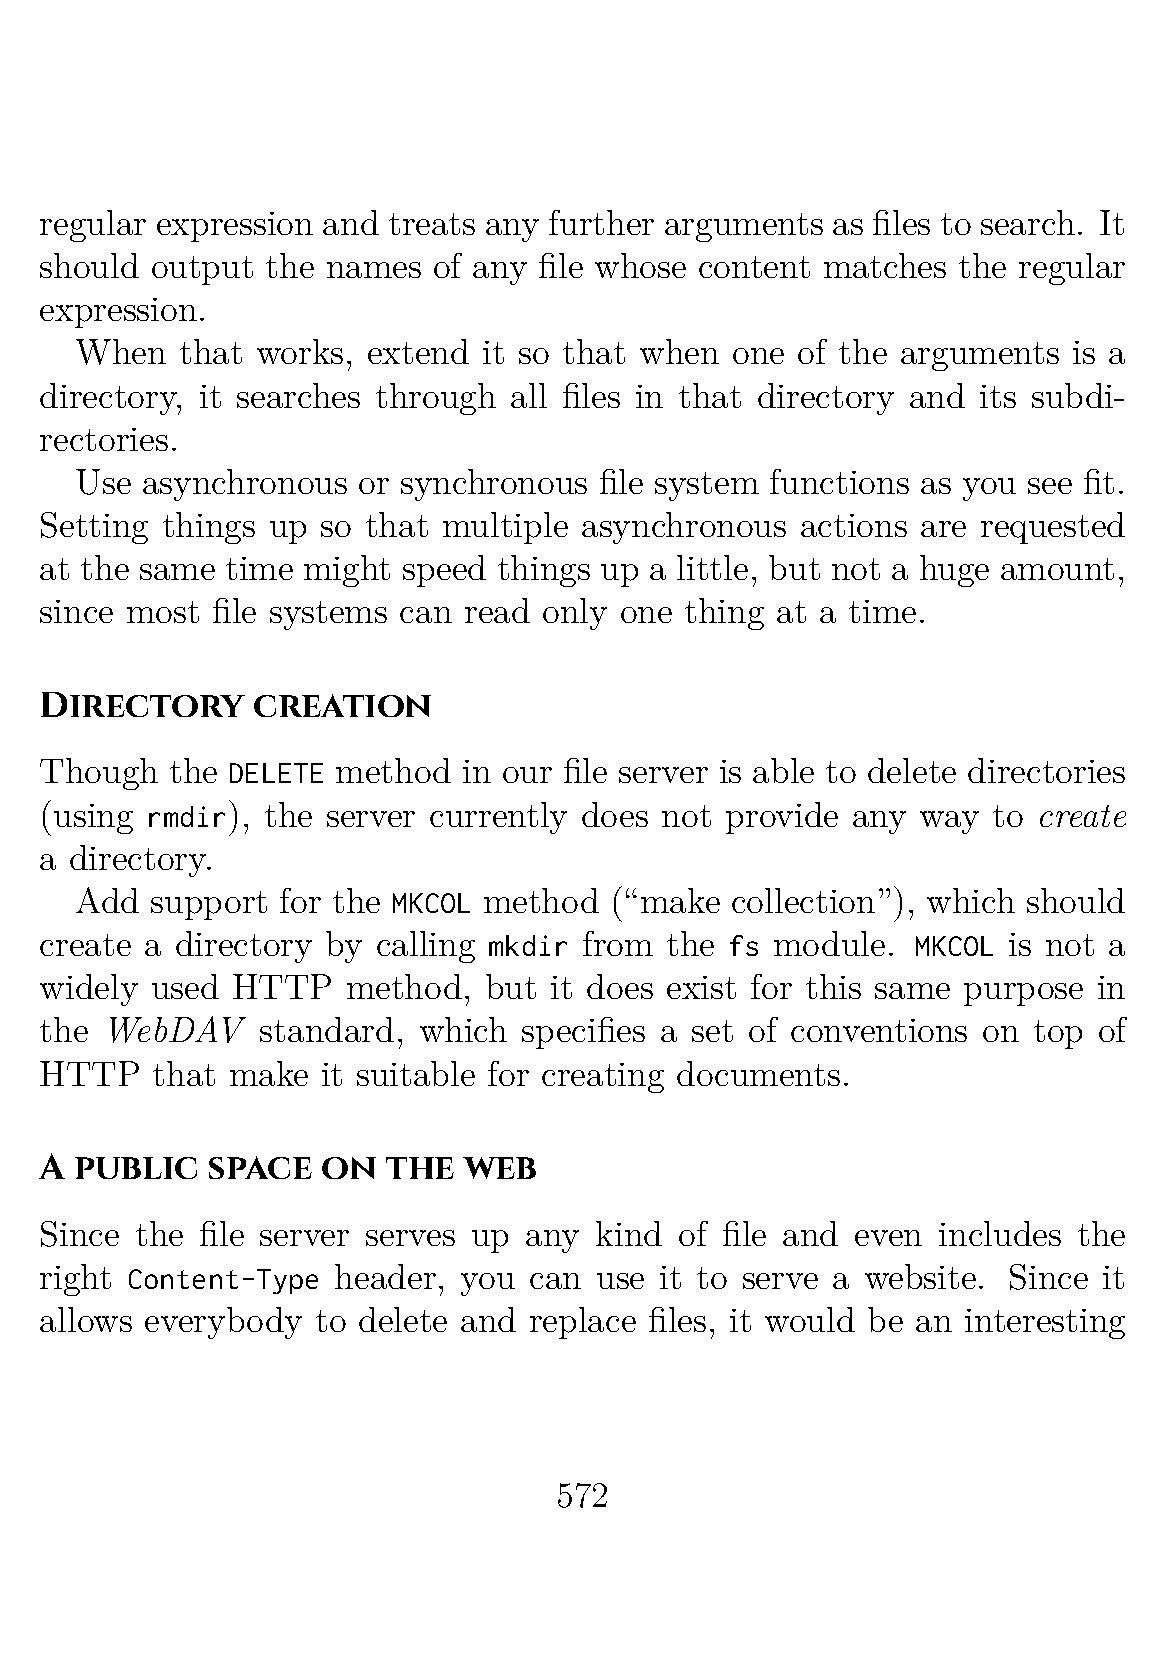 regular expression and treats any further arguments as files to search. It
should output the names of any file whose content matches the regular
expression.
When that works, extend it so that when one of the arguments is a
directory, it searches through all files in that directory and its subdi-
rectories.
Use asynchronous or synchronous file system functions as you see fit.
Setting things up so that multiple asynchronous actions are requested
at the same time might speed things up a little, but not a huge amount,
since most file systems can read only one thing at a time.
Directory creation
Though the DELETE method in our file server is able to delete directories
(using rmdir), the server currently does not provide any way to create
a directory.
Add support for the MKCOL method (“make collection”), which should
create a directory by calling mkdir from the fs module. MKCOL is not a
widely used HTTP method, but it does exist for this same purpose in
the WebDAV standard, which specifies a set of conventions on top of
HTTP that make it suitable for creating documents.
A public space on the web
Since the file server serves up any kind of file and even includes the
right Content-Type header, you can use it to serve a website. Since it
allows everybody to delete and replace files, it would be an interesting
572